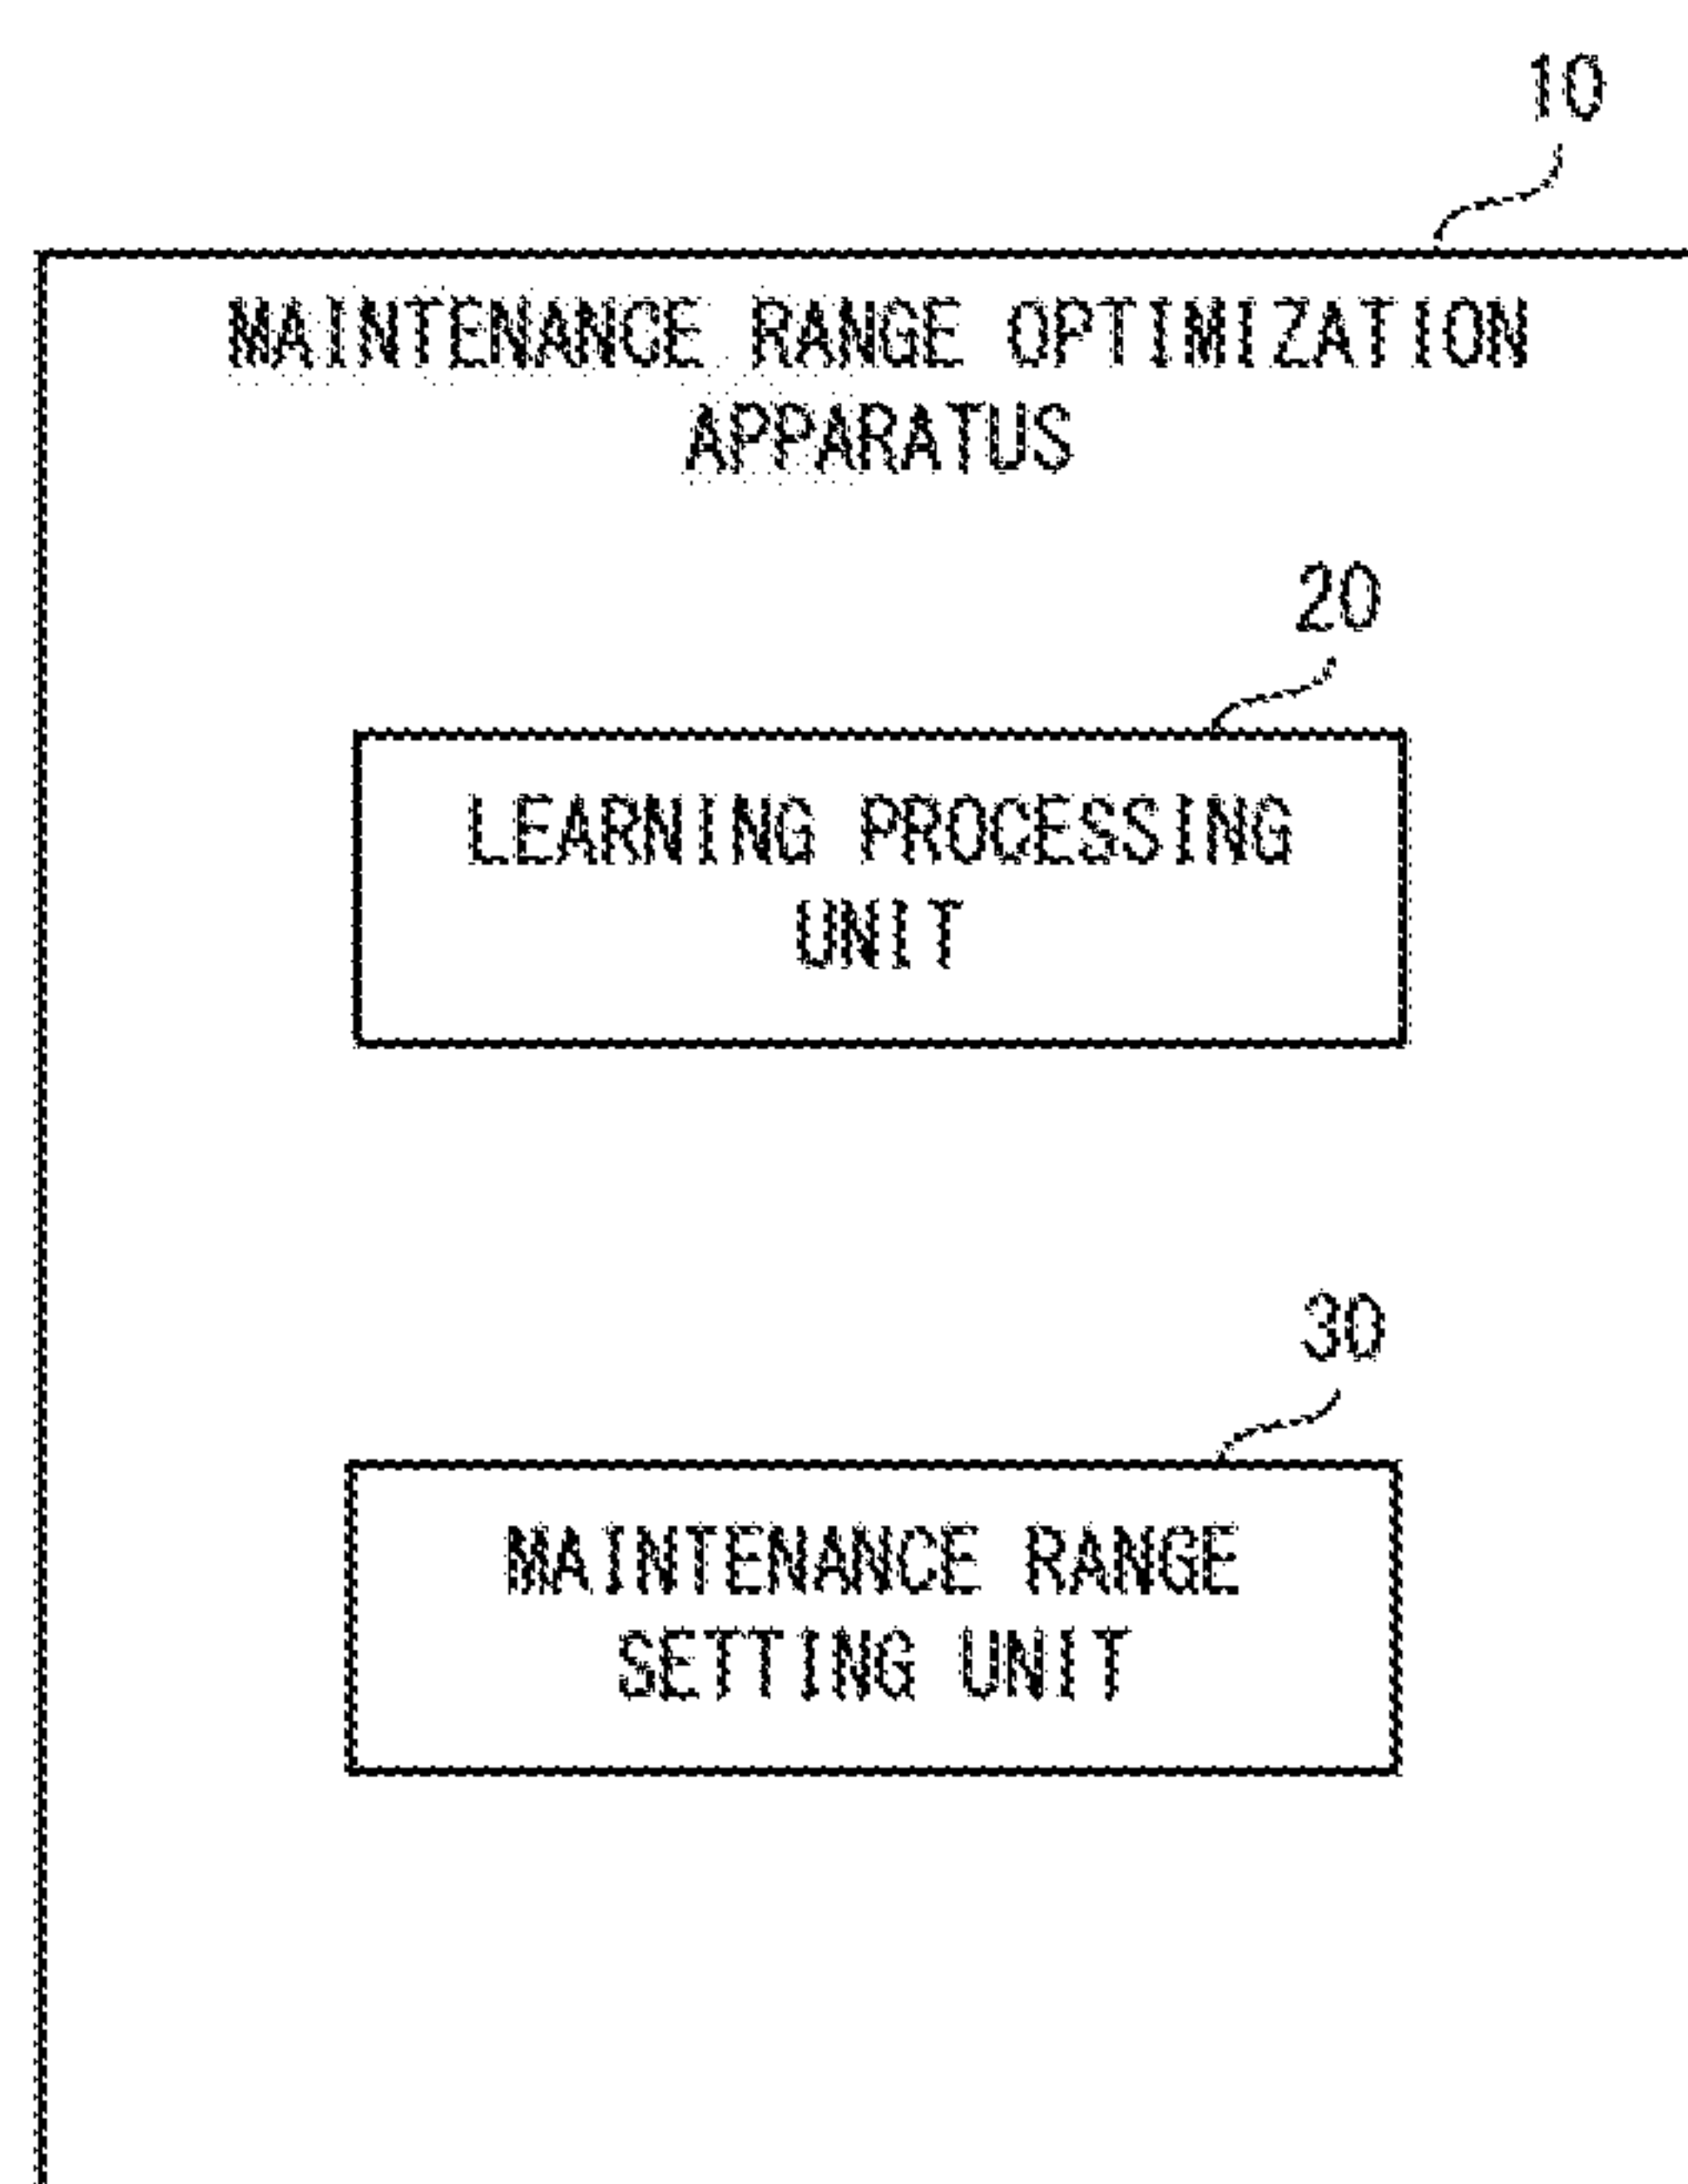 10
MAINTENANCE RANGE OPTIMIZATION
APPARATUS
20
LEARNING PROCESSING
UNIT
30
MAINTENANCE RANGE
SETTING UNIT